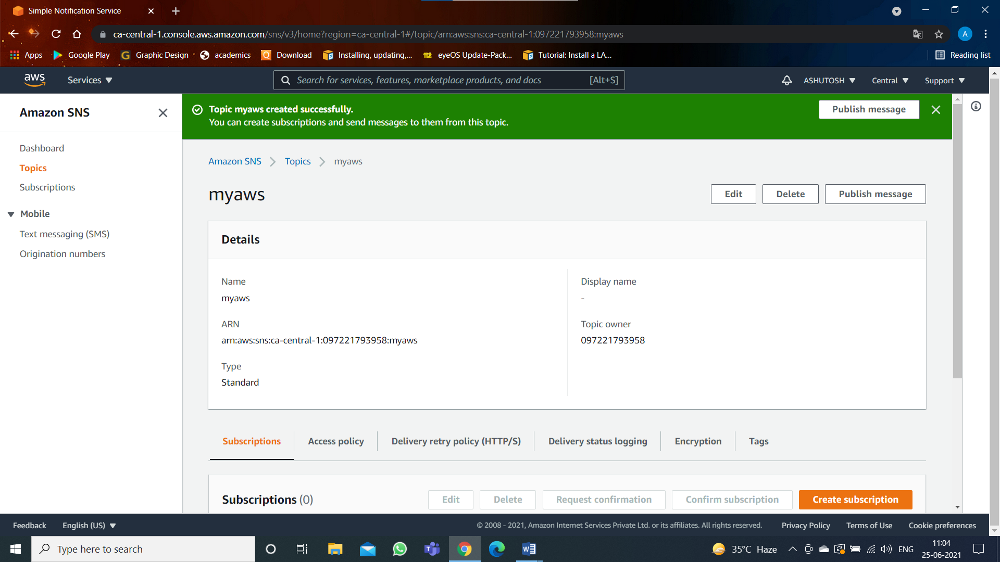 Simple Notification Service
ca-central-1.console.aws.amazon.com/sns/v3/home?region=ca-central-1#/topic/arn:aws:sns:ca-central-1:097221793958:myaws
A
Apps Google Play Graphic Design academics Download Installing, updating,... eyeOS Update-Pack... Tutorial: Install a LA... Reading list
aws Services Search for services, features, marketplace products, and docs [Alt+S] ASHUTOSH Central Support
Amazon SNS
Dashboard
Topics
Subscriptions
Mobile
Text messaging (SMS)
Origination numbers
Topic myaws created successfully.
You can create subscriptions and send messages to them from this topic.
Publish message
Amazon SNS Topics myaws
myaws
Edit Delete Publish message
Details
Name
myaws
ARN
arn:aws:sns:ca-central-1:097221793958:myaws
Type
Standard
Display name
-
Topic owner
097221793958
Subscriptions Access policy Delivery retry policy (HTTP/S) Delivery status logging Encryption Tags
Subscriptions (0) Edit Delete Request confirmation Confirm subscription Create subscription
Feedback English (US) © 2008 - 2021, Amazon Internet Services Private Ltd. or its affiliates. All rights reserved. Privacy Policy Terms of Use Cookie preferences
Type here to search 35°C Haze ENG
11:04
25-06-2021